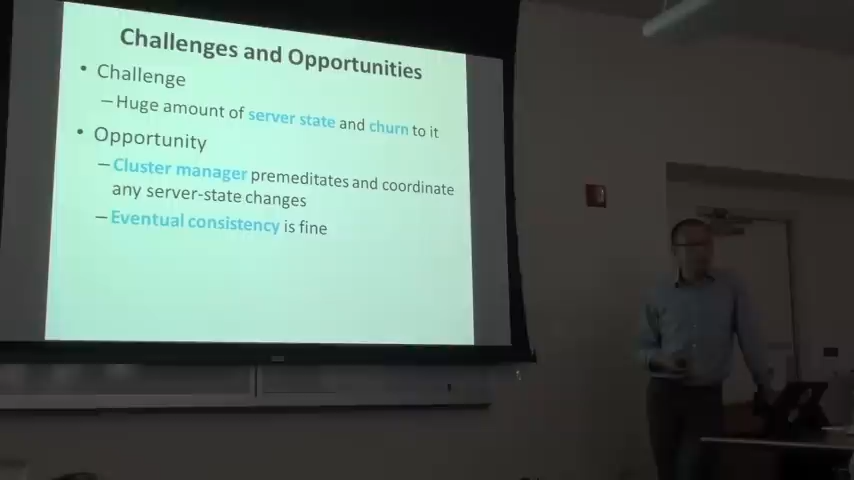 Challenges and Opportunities
• Challenge
–Huge amount of server state and churn to it
• Opportunity
–Cluster manager premeditates and coordinate
any server-state changes
–Eventual consistency is fine